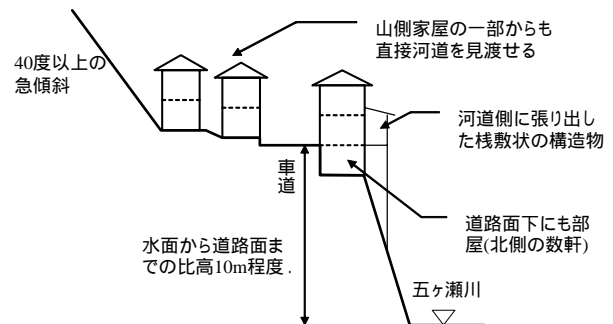 山側家屋の一部からも
直接河道を見渡せる
40度以上の
急傾斜
河道側に張り出し
た桟敷状の構造物
車道
道路面下にも部
屋(北側の数軒)
水面から道路面ま
での比高10m程度.
五ヶ瀬川